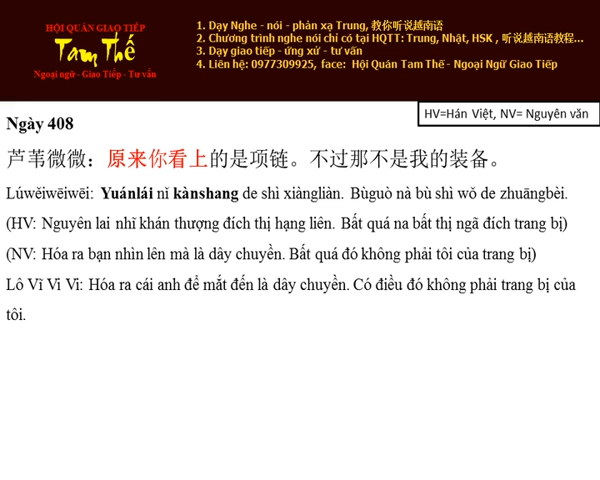 HỘI QUÁN GIAO TIẾP
Tam Thế
Ngoại ngữ - Giao Tiếp - Tư vấn
1. Dạy Nghe - nói - phản xạ Trung, 教你听说越南语
2. Chương trình nghe nói chỉ có tại HQTT: Trung, Nhật, HSK , 听说越南语教程...
3. Dạy giao tiếp - ứng xử - tư vấn
4. Liên hệ: 0977309925, face: Hội Quán Tam Thế - Ngoại Ngữ Giao Tiếp
HV=Hán Việt, NV= Nguyên văn
Ngày 408
芦苇微微：原来你看上的是项链。不过那不是我的装备。
Lúwěiwēiwēi: Yuánlái nǐ kànshang de shì xiàngliàn. Bùguò nà bù shì wǒ de zhuāngbèi.
(HV: Nguyên lai nhĩ khán thượng đích thị hạng liên. Bất quá na bất thị ngã đích trang bị)
(NV: Hóa ra bạn nhìn lên mà là dây chuyền. Bất quá đó không phải tôi của trang bị)
Lô Vĩ Vi Vi: Hóa ra cái anh để mắt đến là dây chuyền. Có điều đó không phải trang bị của
tôi.